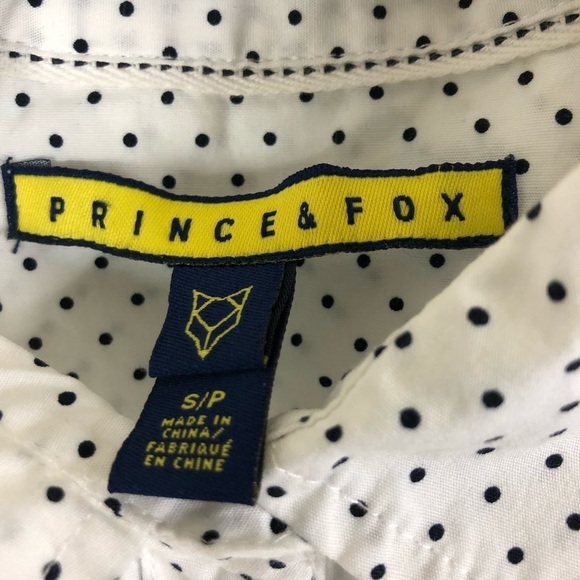 PRINCE & FOX
S/P
MADE IN
CHINA/
FABRIQUÉ
EN CHINE